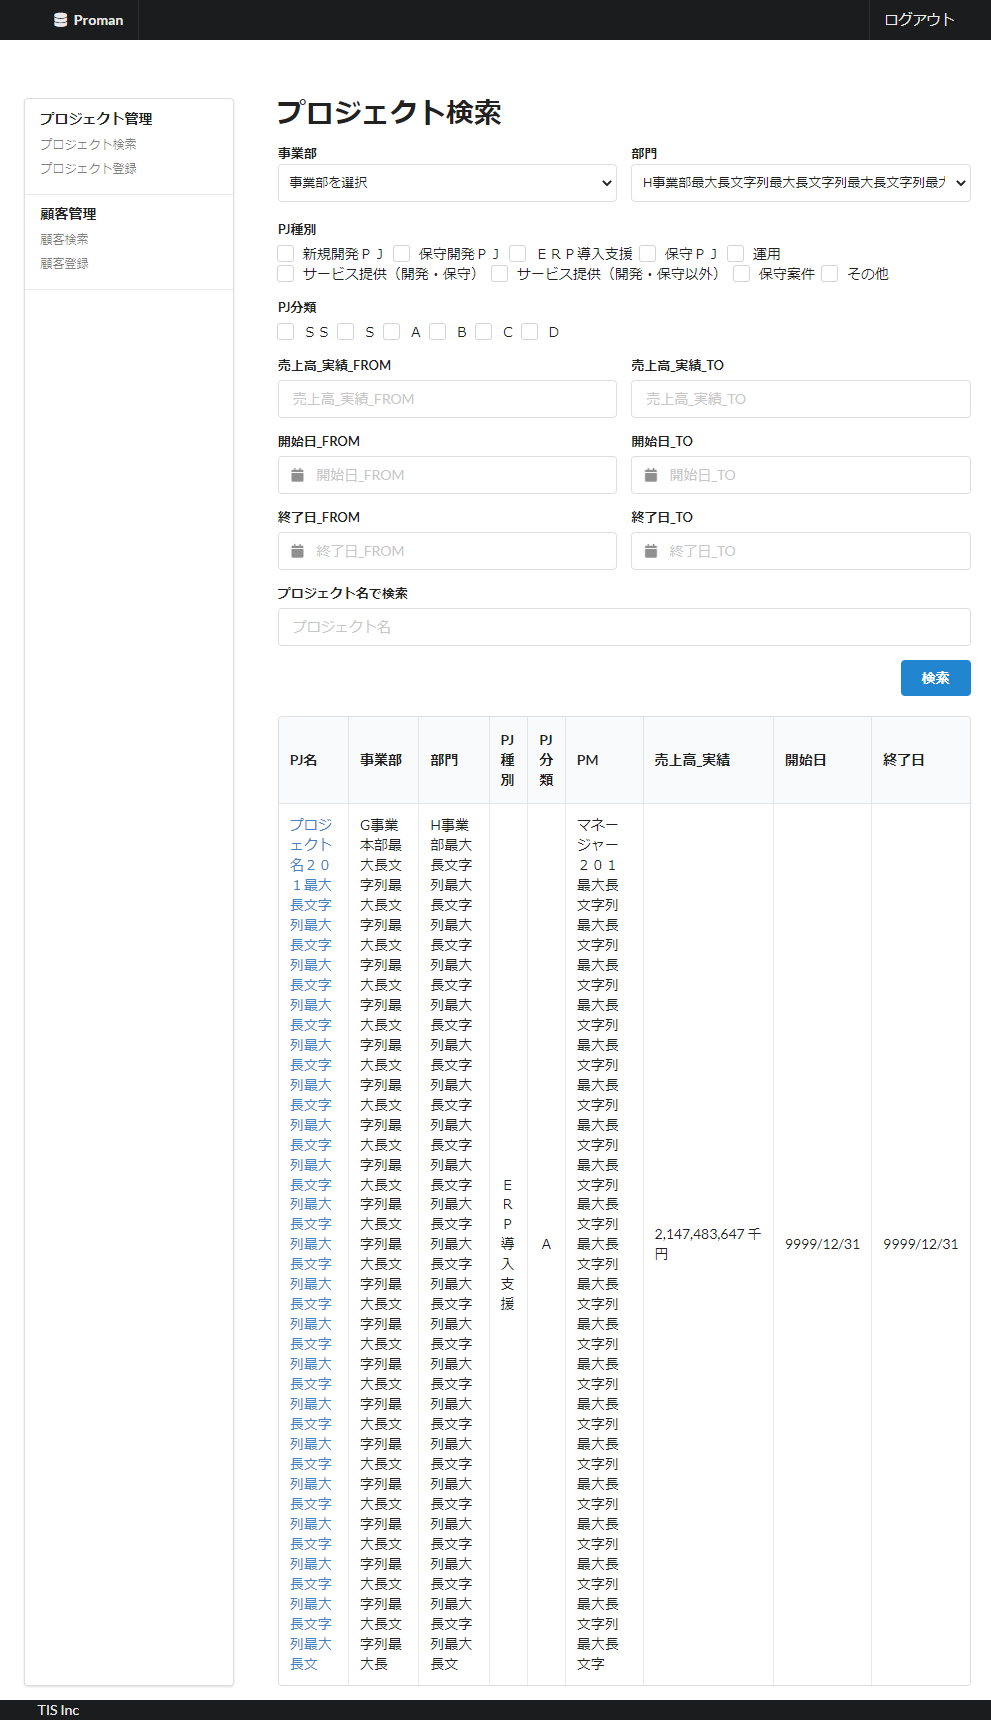 Proman
ログアウト
プロジェクト管理
プロジェクト検索
プロジェクト登録
顧客管理
顧客検索
顧客登録
プロジェクト検索
事業部
部門
事業部を選択
H事業部最大長文字列最大長文字列最大長文字列最大
PJ種別
新規開発ＰＪ 保守開発ＰＪ ＥＲＰ導入支援 保守ＰＪ 運用
サービス提供（開発・保守） サービス提供（開発・保守以外） 保守案件 その他
PJ分類
ＳＳ Ｓ Ａ Ｂ Ｃ Ｄ
売上高_実績_FROM
売上高_実績_TO
売上高_実績_FROM
売上高_実績_TO
開始日_FROM
開始日_TO
開始日_FROM
開始日_TO
終了日_FROM
終了日_TO
終了日_FROM
終了日_TO
プロジェクト名で検索
プロジェクト名
検索
PJ名
事業部
部門
PJ
種
別
PJ
分
類
PM
売上高_実績
開始日
終了日
プロジ
ェクト
名２０
１最大
長文字
列最大
長文字
列最大
長文字
列最大
長文字
列最大
長文字
列最大
長文字
列最大
長文字
列最大
長文字
列最大
長文字
列最大
長文字
列最大
長文字
列最大
長文字
列最大
長文字
列最大
長文字
列最大
長文字
列最大
長文字
列最大
長文字
列最大
長文字
列最大
長文字
列最大
長文
G事業
本部最
大長文
字列最
大長文
字列最
大長文
字列最
大長文
字列最
大長文
字列最
大長文
字列最
大長文
字列最
大長文
字列最
大長文
字列最
大長文
字列最
大長文
字列最
大長文
字列最
大長文
字列最
大長文
字列最
大長文
字列最
大長文
字列最
大長文
字列最
大長文
字列最
大長文
字列最
大長文
字列最
大長
H事業
部最大
長文字
列最大
長文字
列最大
長文字
列最大
長文字
列最大
長文字
列最大
長文字
列最大
長文字
列最大
長文字
列最大
長文字
列最大
長文字
列最大
長文字
列最大
長文字
列最大
長文字
列最大
長文字
列最大
長文字
列最大
長文字
列最大
長文字
列最大
長文字
列最大
長文字
列最大
長文字
列最大
長文
Ｅ
Ｒ
Ｐ
導
入
支
援
Ａ
マネー
ジャー
２０１
最大長
文字列
最大長
文字列
最大長
文字列
最大長
文字列
最大長
文字列
最大長
文字列
最大長
文字列
最大長
文字列
最大長
文字列
最大長
文字列
最大長
文字列
最大長
文字列
最大長
文字列
最大長
文字列
最大長
文字列
最大長
文字列
最大長
文字列
最大長
文字列
最大長
文字列
最大長
文字
2,147,483,647 千
円
9999/12/31
9999/12/31
TIS Inc